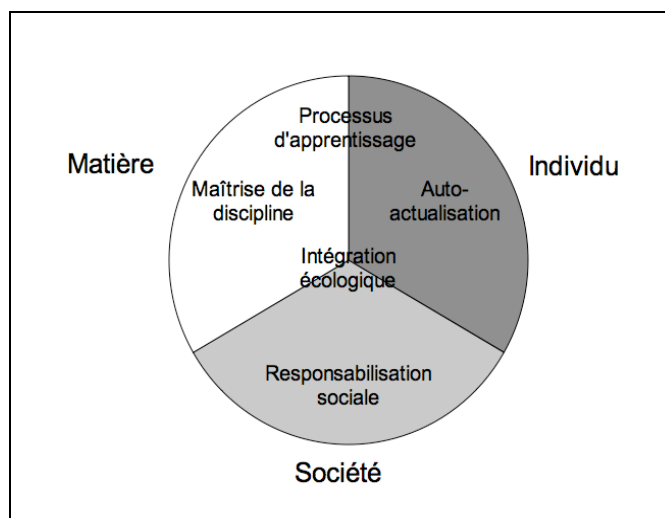 Processus
d'apprentissage
Matière
Individu
Maîtrise de la
discipline
Auto-
actualisation
Intégration
écologique
Responsabilisation
sociale
Société